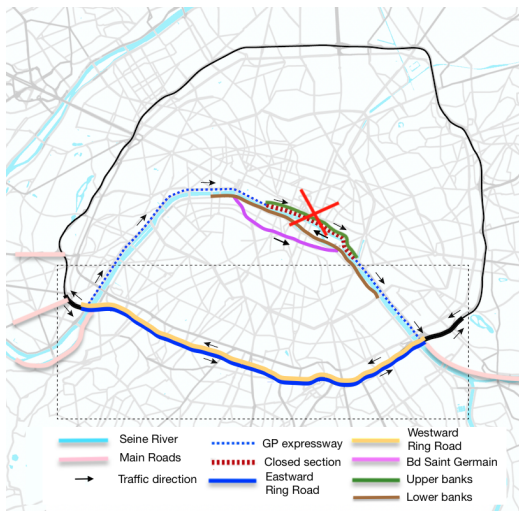 Seine River
Main Roads
Traffic direction
GP expressway
Closed section
Eastward
Ring Road
Westward
Ring Road
Bd Saint Germain
Upper banks
Lower banks